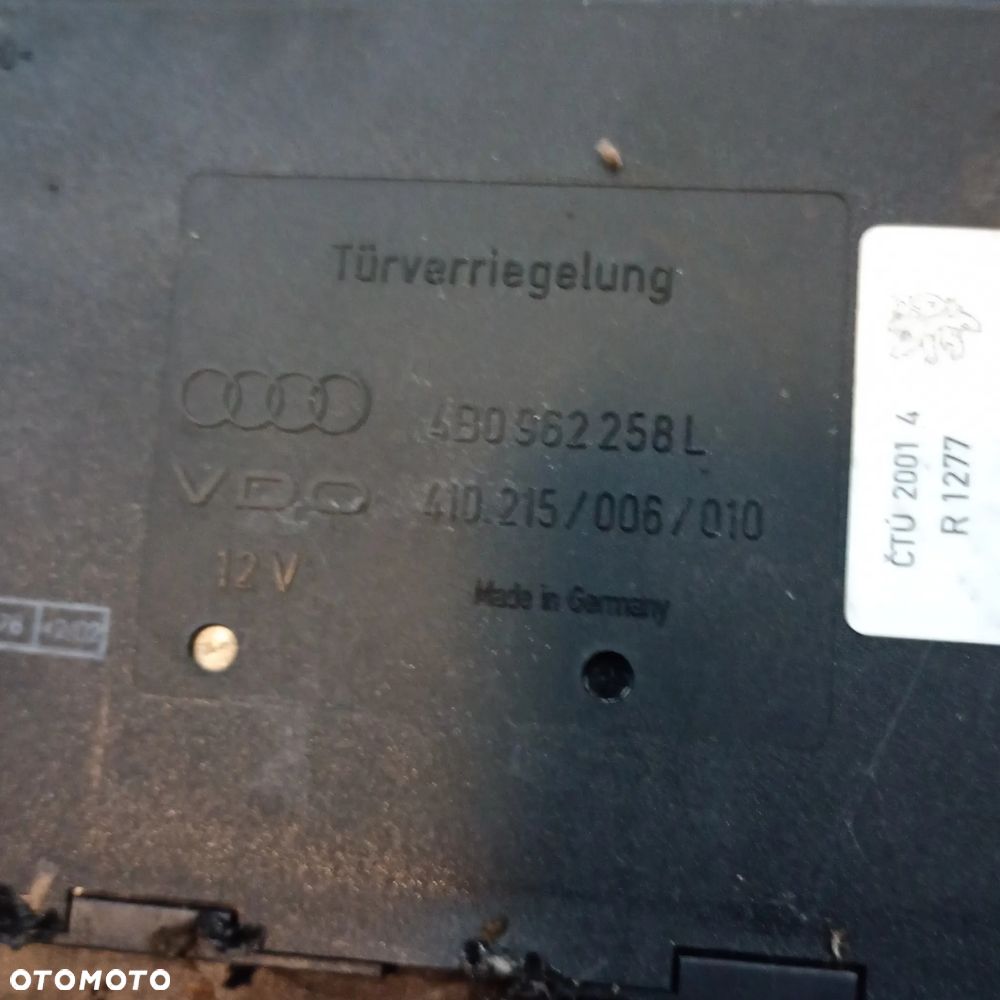 Türverriegelung
4B0 962 258 L
VDO
410.215/006/010
12 V
Made in Germany
ČTÚ 2001 4
R 1277
OTOMOTO